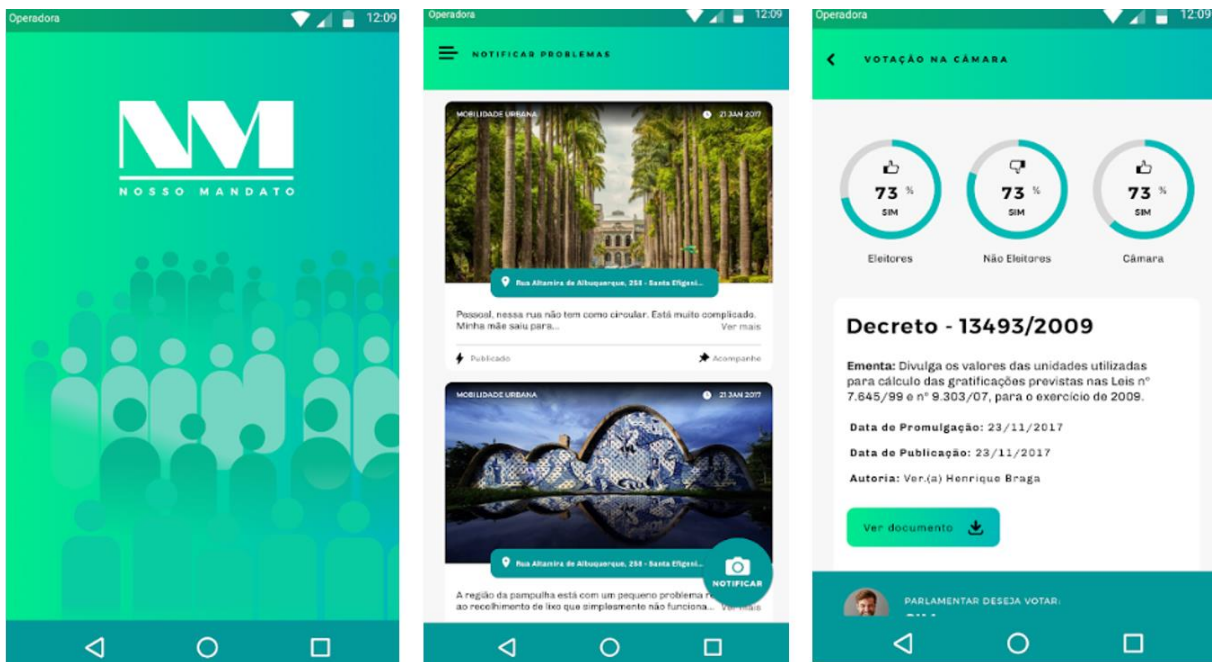 Operadora 12:09
NM
NOSSO MANDATO
Operadora 12:09
NOTIFICAR PROBLEMAS
MOBILIDADE URBANA 21 JAN 2017
Rua Altamira de Albuquerque, 258 - Santa Efigeni...
Pessoal, nessa rua não tem como circular. Está muito complicado.
Minha mãe saiu para... Ver mais
Publicado Acompanhe
MOBILIDADE URBANA 21 JAN 2017
Rua Altamira de Albuquerque, 258 - Santa Efigeni...
NOTIFICAR
A região da pampulha está com um pequeno problema
ao recolhimento de lixo que simplesmente não funciona... Ver mais
Operadora 12:09
VOTAÇÃO NA CÂMARA
73 % 73 % 73 %
SIM SIM SIM
Eleitores Não Eleitores Câmara
Decreto - 13493/2009
Ementa: Divulga os valores das unidades utilizadas
para cálculo das gratificações previstas nas Leis nº
7.645/99 e nº 9.303/07, para o exercício de 2009.
Data de Promulgação: 23/11/2017
Data de Publicação: 23/11/2017
Autoria: Ver.(a) Henrique Braga
Ver documento
PARLAMENTAR DESEJA VOTAR: